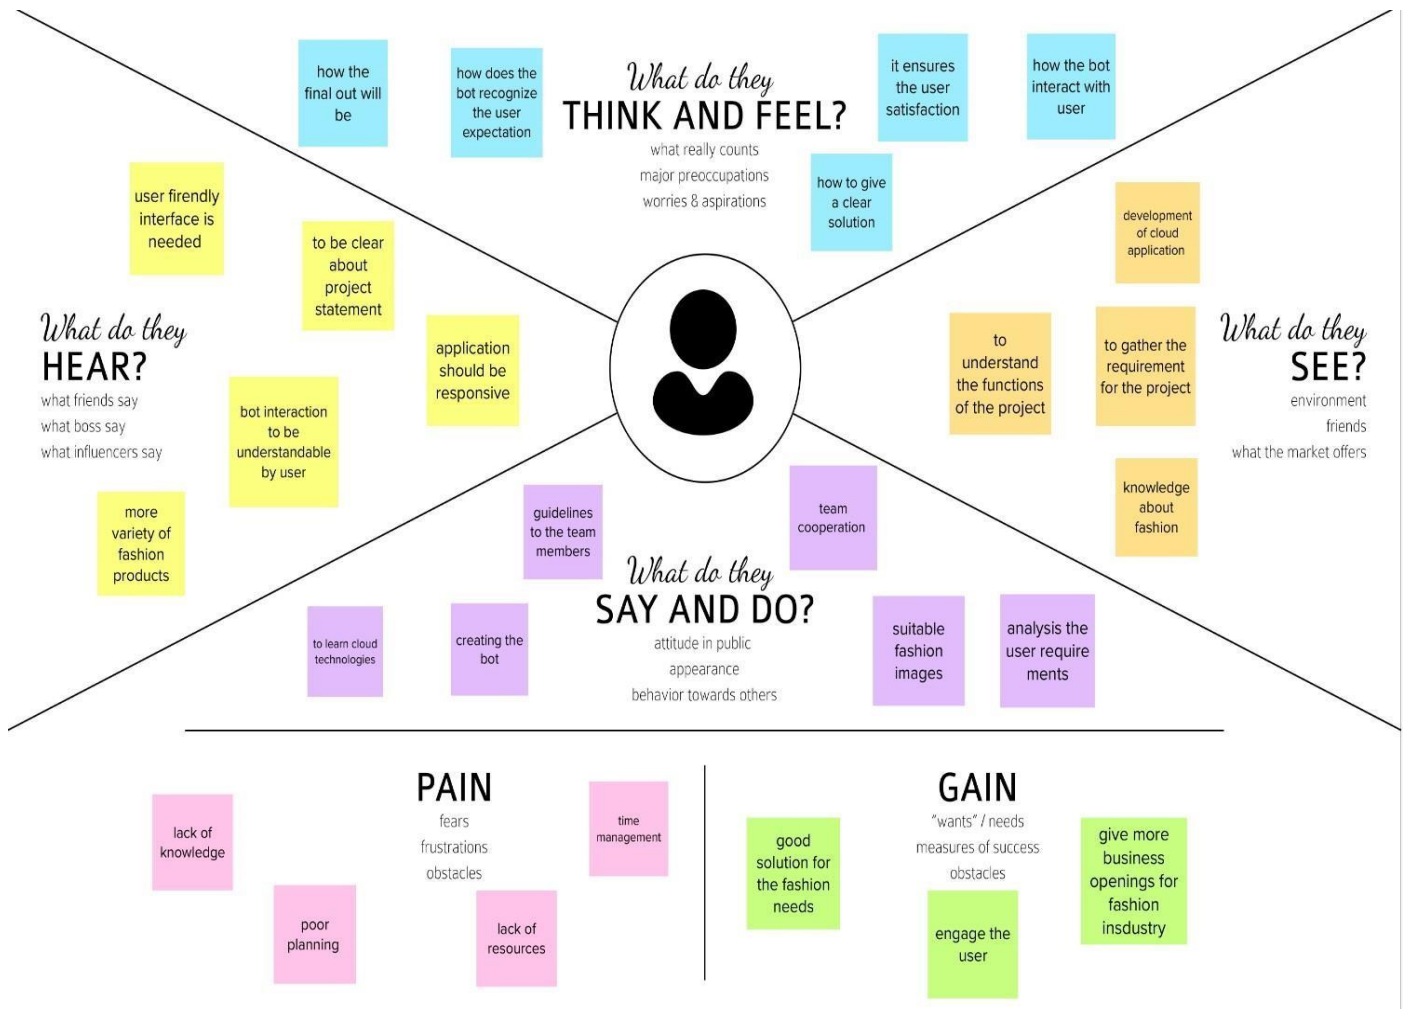 how the
final out will
be
how does the
bot recognize
the user
expectation
What do they
THINK AND FEEL?
what really counts
major preoccupations
worries & aspirations
it ensures
the user
satisfaction
how the bot
interact with
user
how to give
a clear
solution
user firendly
interface is
needed
to be clear
about
project
statement
application
should be
responsive
What do they
HEAR?
what friends say
what boss say
what influencers say
bot interaction
to be
understandable
by user
more
variety of
fashion
products
development
of cloud
application
to
understand
the functions
of the project
to gather the
requirement
for the project
What do they
SEE?
environment
friends
what the market offers
knowledge
about
fashion
guidelines
to the team
members
team
cooperation
What do they
SAY AND DO?
attitude in public
appearance
behavior towards others
to learn cloud
technologies
creating the
bot
suitable
fashion
images
analysis the
user require
ments
PAIN
fears
frustrations
obstacles
lack of
knowledge
poor
planning
lack of
resources
time
management
GAIN
"wants" / needs
measures of success
obstacles
good
solution for
the fashion
needs
engage the
user
give more
business
openings for
fashion
insdustry